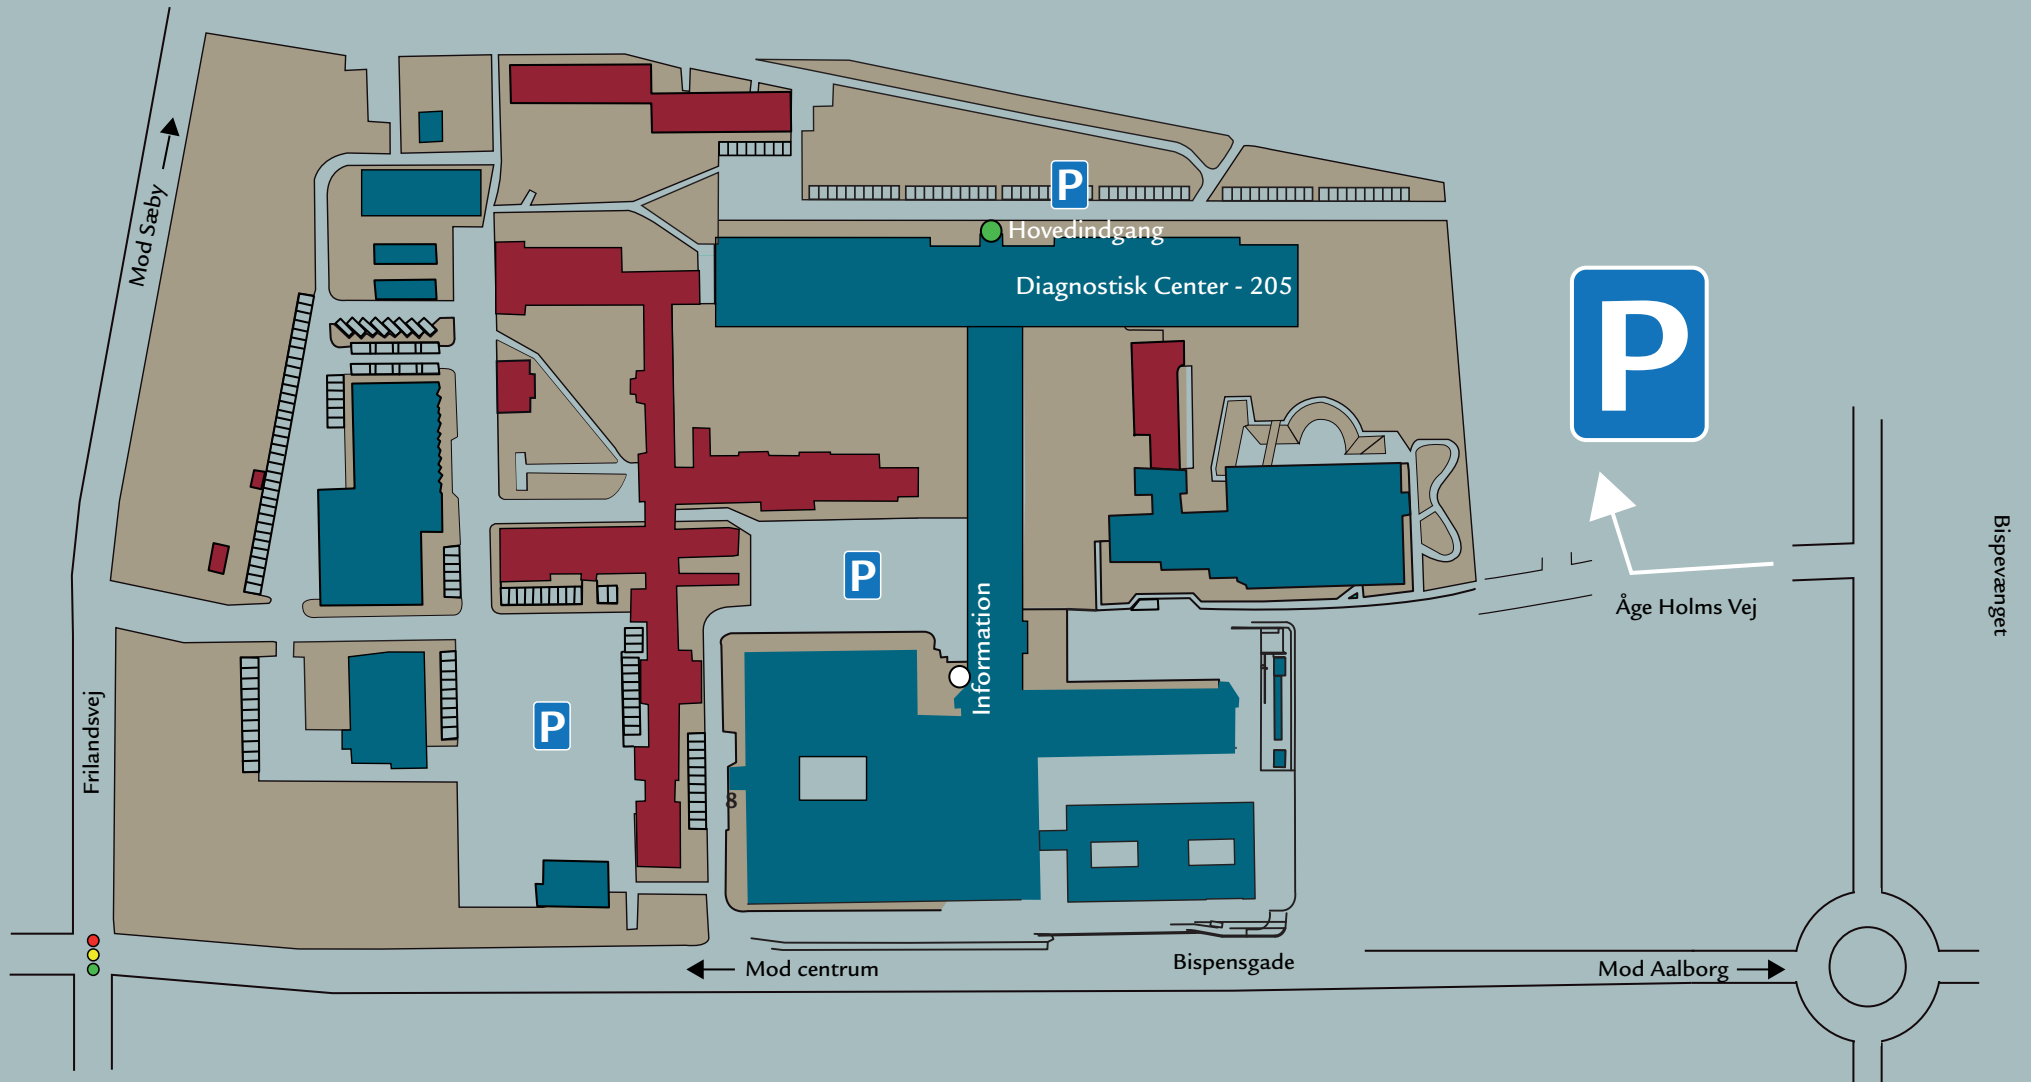 P
Hovedindgang
Diagnostisk Center - 205
Mod Sæby
P
P
Information
Åge Holms Vej
Bispevænget
P
Frilandsvej
8
Mod centrum
Bispensgade
Mod Aalborg